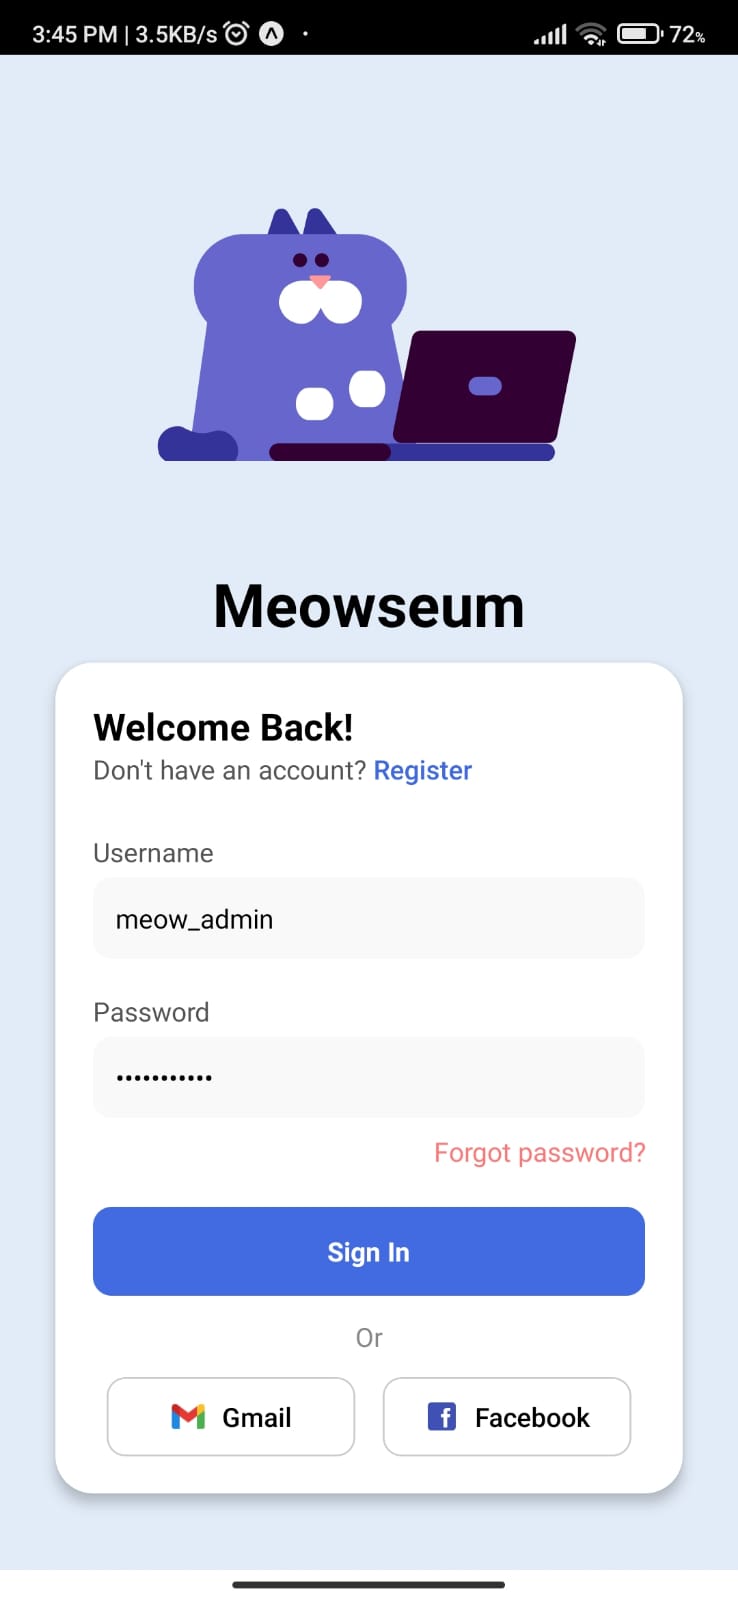 3:45 PM | 3.5KB/s
72%
Meowseum
Welcome Back!
Don't have an account? Register
Username
meow_admin
Password
•••••••••••
Forgot password?
Sign In
Or
Gmail
Facebook